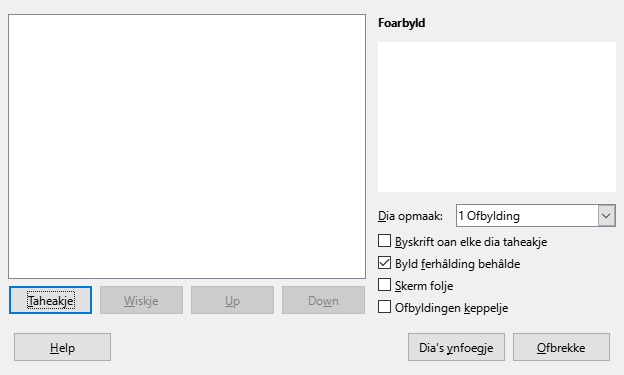 Foarbyld
Dia opmaak: 1 Ofbylding
Byskrift oan elke dia taheakje
Byld ferhâlding behâlde
Skerm folje
Ofbyldingen keppelje
Taheakje Wiskje Up Down
Help Dia's ynfoegje Ofbrekke